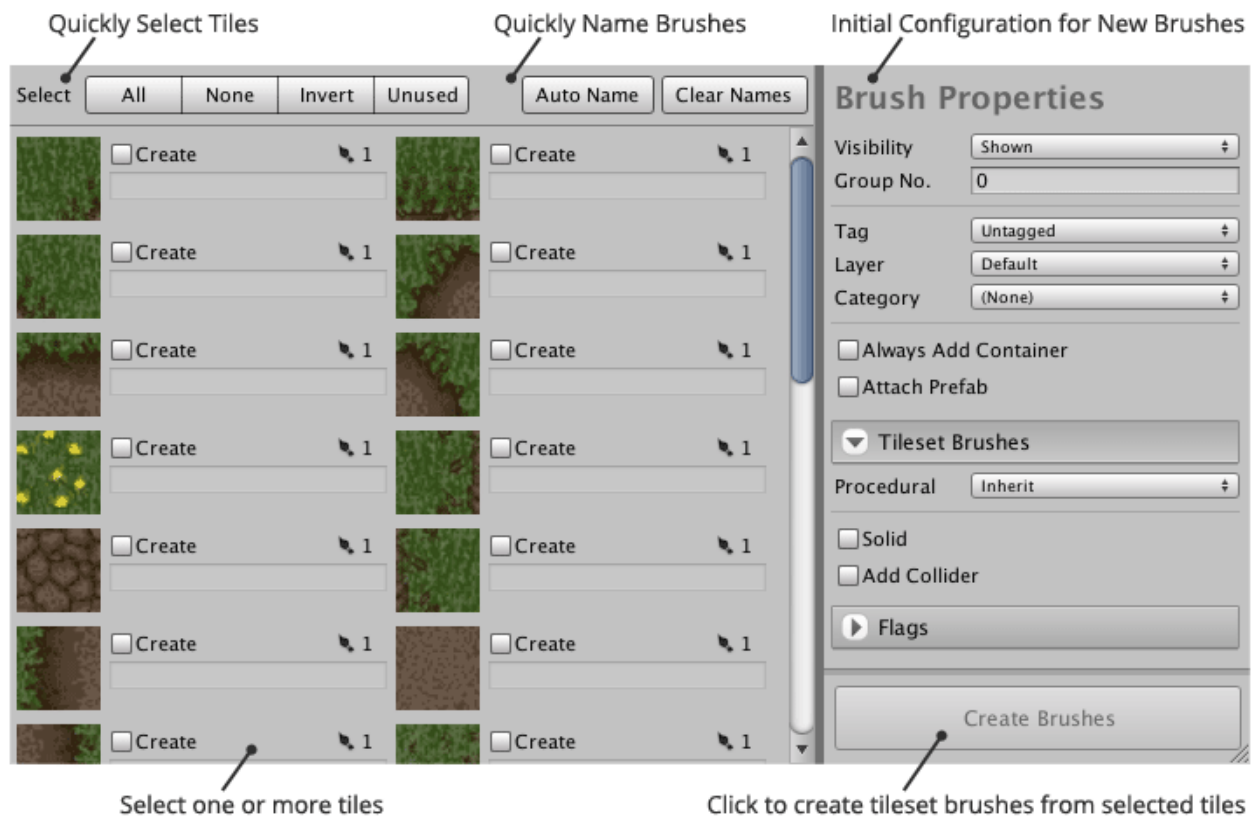 Quickly Select Tiles
Quickly Name Brushes
Initial Configuration for New Brushes
Select All None Invert Unused Auto Name Clear Names
Create 1 Create 1
Create 1 Create 1
Create 1 Create 1
Create 1 Create 1
Create 1 Create 1
Create 1 Create 1
Create 1 Create 1
Brush Properties
Visibility Shown
Group No. 0
Tag Untagged
Layer Default
Category (None)
Always Add Container
Attach Prefab
Tileset Brushes
Procedural Inherit
Solid
Add Collider
Flags
Create Brushes
Select one or more tiles
Click to create tileset brushes from selected tiles